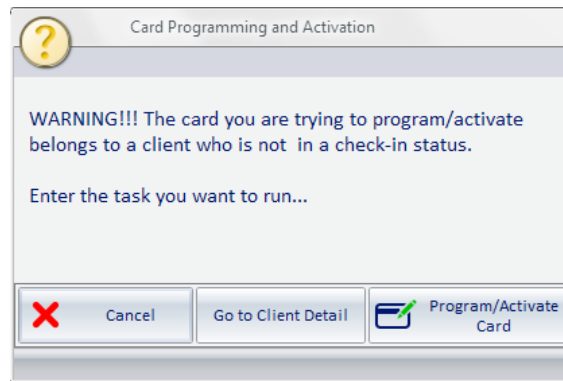 Card Programming and Activation
WARNING!!! The card you are trying to program/activate
belongs to a client who is not in a check-in status.
Enter the task you want to run...
Cancel
Go to Client Detail
Program/Activate
Card